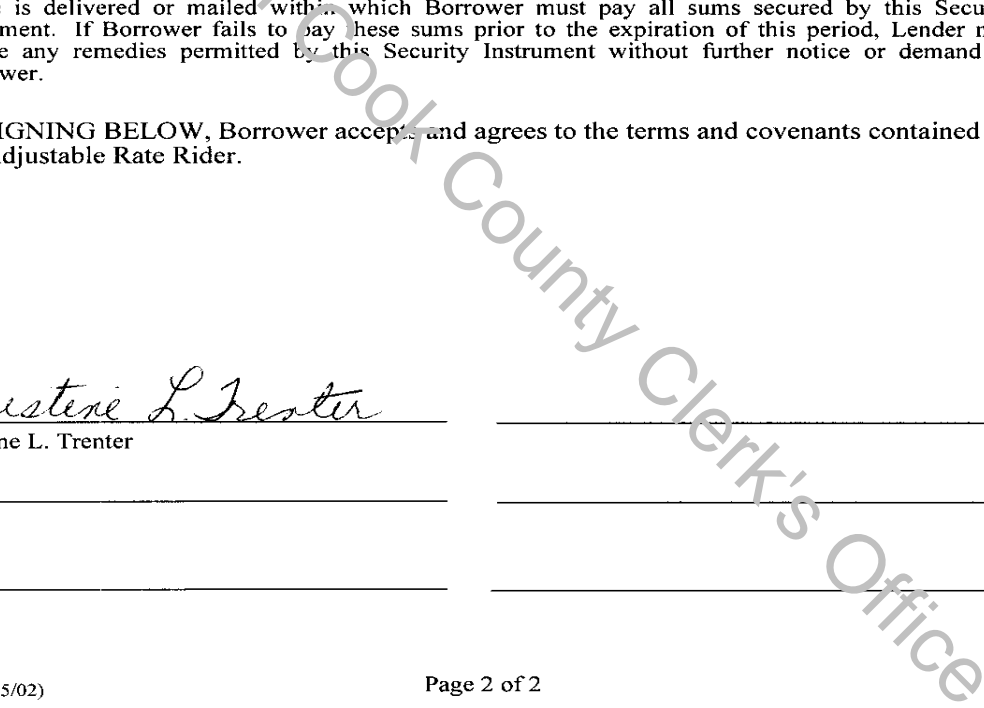 is delivered or mailed within which Borrower must pay all sums secured by this Secu
ment. If Borrower fails to pay these sums prior to the expiration of this period, Lender
e any remedies permitted by this Security Instrument without further notice or demand
wer.
IGNING BELOW, Borrower accepts and agrees to the terms and covenants contained
djustable Rate Rider.
istene L. Trenter
ne L. Trenter
5/02)
Page 2 of 2
Cook County Clerk's Office